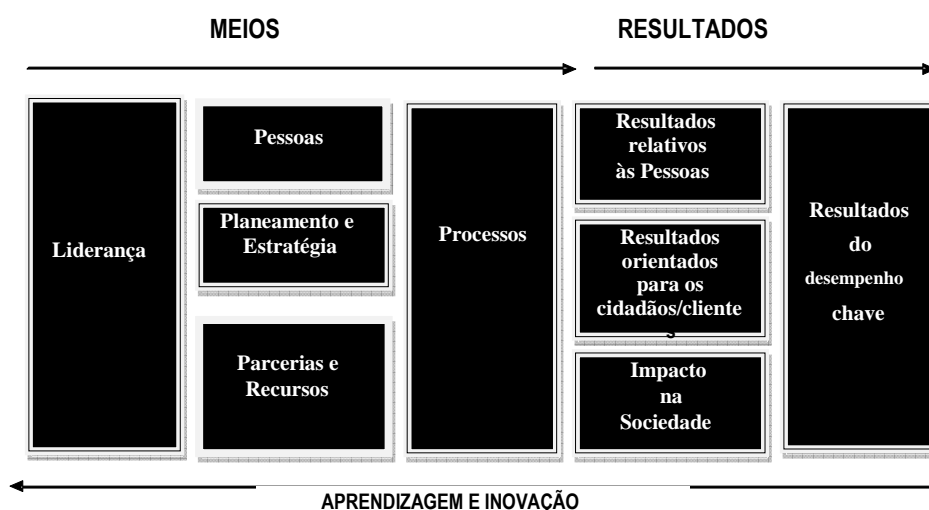 MEIOS
RESULTADOS
Liderança
Pessoas
Planeamento e
Estratégia
Parcerias e
Recursos
Processos
Resultados
relativos
às Pessoas
Resultados
orientados
para os
cidadãos/cliente
s
Impacto
na
Sociedade
Resultados
do
desempenho
chave
APRENDIZAGEM E INOVAÇÃO